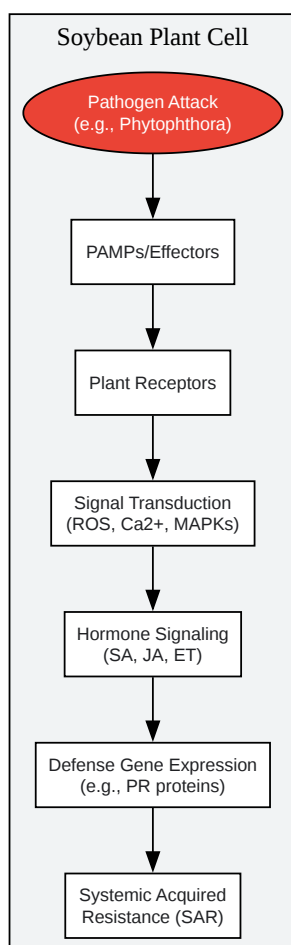 Soybean Plant Cell
Pathogen Attack
(e.g., Phytophthora)
PAMPs/Effectors
Plant Receptors
Signal Transduction
(ROS, Ca2+, MAPKs)
Hormone Signaling
(SA, JA, ET)
Defense Gene Expression
(e.g., PR proteins)
Systemic Acquired
Resistance (SAR)